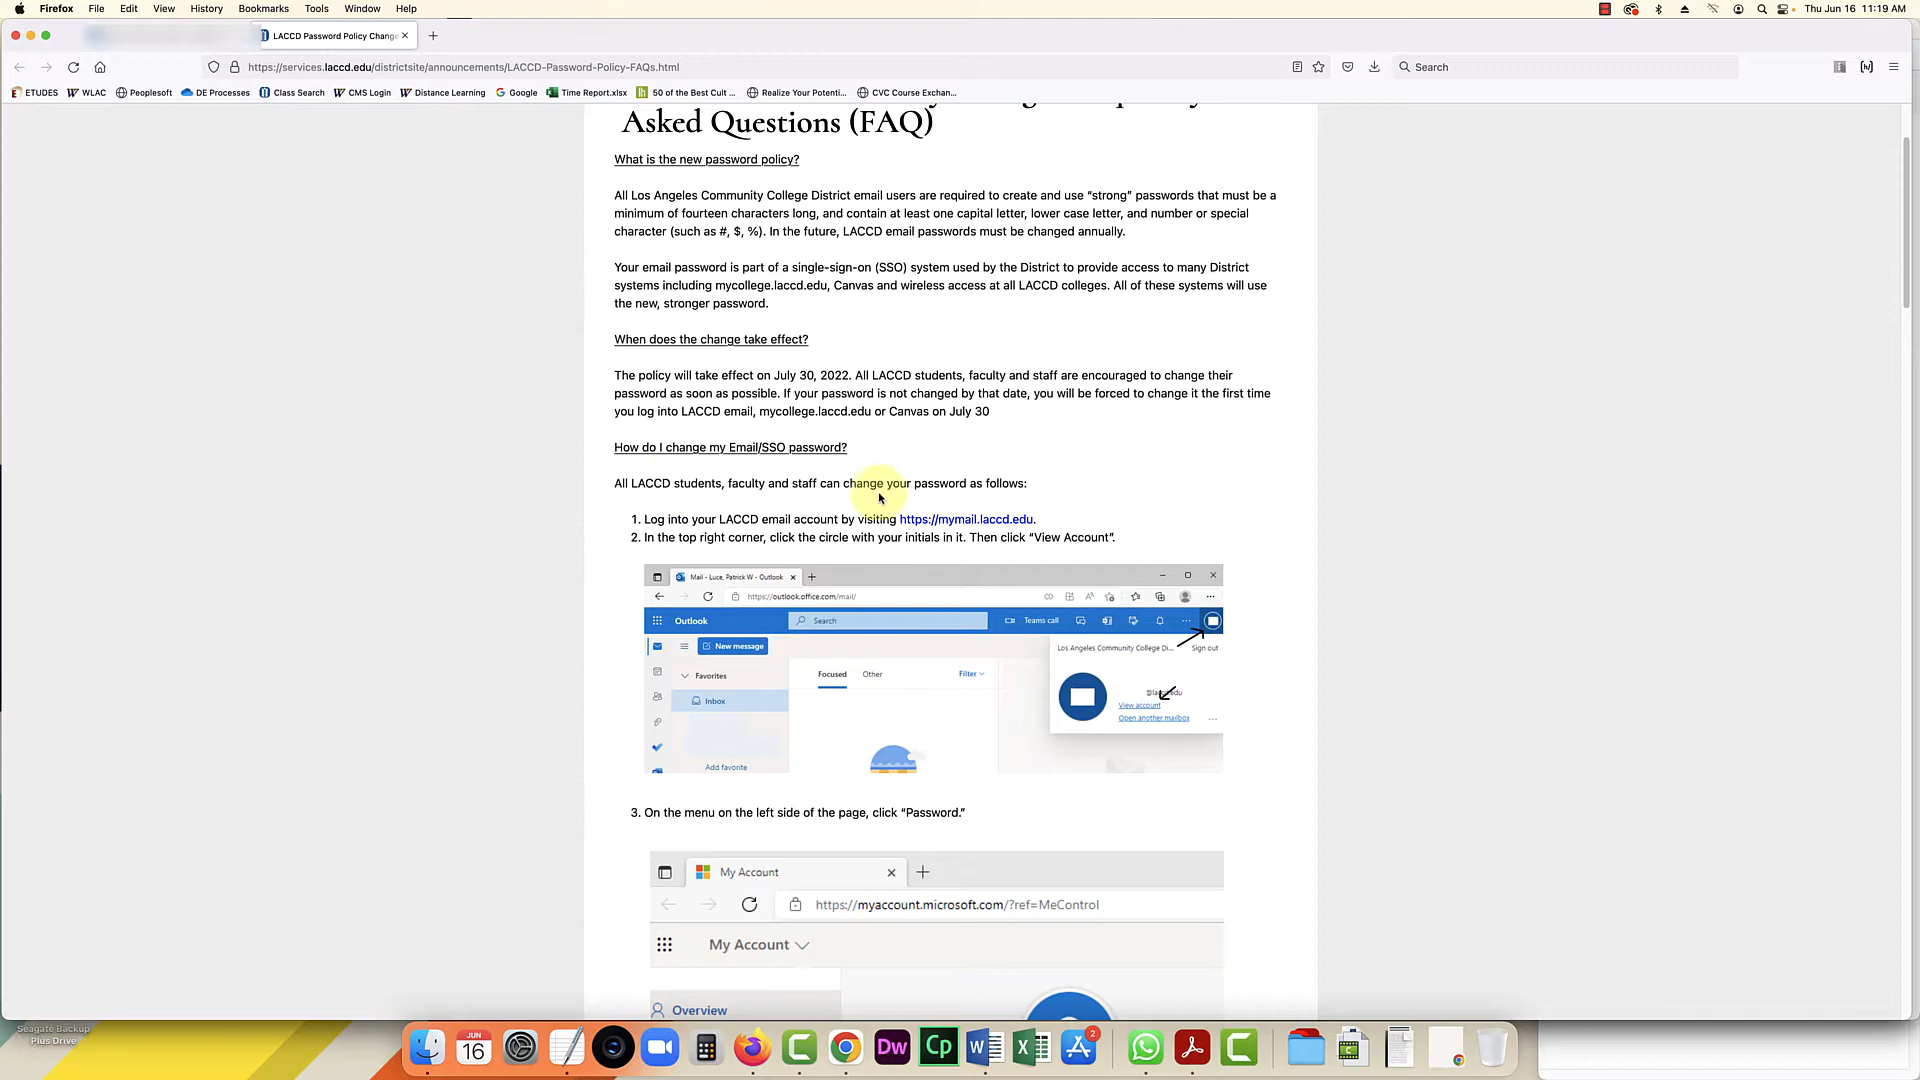 Firefox File Edit View History Bookmarks Tools Window Help Thu Jun 16 11:19 AM
LACCD Password Policy Change
https://services.laccd.edu/districtsite/announcements/LACCD-Password-Policy-FAQs.html
Search
ETUDES WLAC Peoplesoft DE Processes Class Search CMS Login Distance Learning Google Time Report.xlsx 50 of the Best Cult ... Realize Your Potenti... CVC Course Exchan...
Asked Questions (FAQ)
What is the new password policy?
All Los Angeles Community College District email users are required to create and use “strong” passwords that must be a
minimum of fourteen characters long, and contain at least one capital letter, lower case letter, and number or special
character (such as #, $, %). In the future, LACCD email passwords must be changed annually.
Your email password is part of a single-sign-on (SSO) system used by the District to provide access to many District
systems including mycollege.laccd.edu, Canvas and wireless access at all LACCD colleges. All of these systems will use
the new, stronger password.
When does the change take effect?
The policy will take effect on July 30, 2022. All LACCD students, faculty and staff are encouraged to change their
password as soon as possible. If your password is not changed by that date, you will be forced to change it the first time
you log into LACCD email, mycollege.laccd.edu or Canvas on July 30
How do I change my Email/SSO password?
All LACCD students, faculty and staff can change your password as follows:
1. Log into your LACCD email account by visiting https://mymail.laccd.edu.
2. In the top right corner, click the circle with your initials in it. Then click “View Account”.
Mail - Luce, Patrick W - Outlook
https://outlook.office.com/mail/
Outlook Search Teams call
New message
Los Angeles Community College Di... Sign out
Favorites Focused Other Filter
Inbox
View account
Open another mailbox
Add favorite
3. On the menu on the left side of the page, click “Password.”
My Account
https://myaccount.microsoft.com/?ref=MeControl
My Account
Overview
Seagate Backup
Plus Drive
JUN
16
Dw
Cp
2